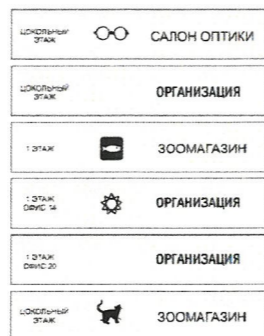 ЦОКОЛЬНЫЙ
ЭТАЖ
САЛОН ОПТИКИ
ЦОКОЛЬНЫЙ
ЭТАЖ
ОРГАНИЗАЦИЯ
1 ЭТАЖ
ЗООМАГАЗИН
1 ЭТАЖ
ОФИС 14
ОРГАНИЗАЦИЯ
1 ЭТАЖ
ОФИС 20
ОРГАНИЗАЦИЯ
ЦОКОЛЬНЫЙ
ЭТАЖ
ЗООМАГАЗИН